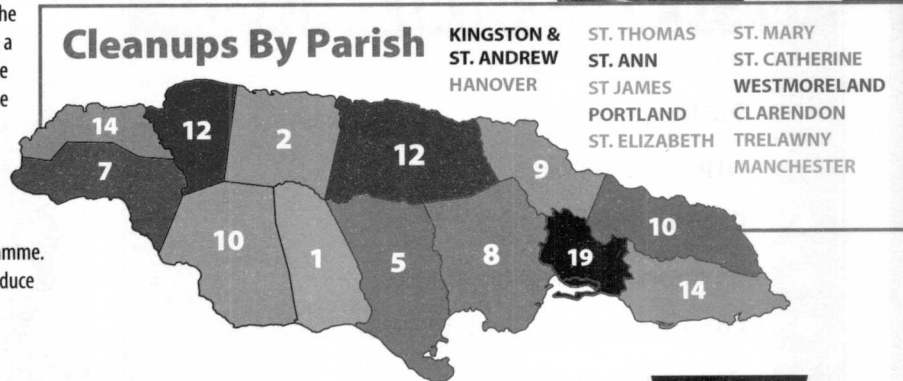 he
a
e
e
amme.
duce
Cleanups By Parish
KINGSTON &
ST. ANDREW
HANOVER
ST. THOMAS
ST. ANN
ST JAMES
PORTLAND
ST. ELIZABETH
ST. MARY
ST. CATHERINE
WESTMORELAND
CLARENDON
TRELAWNY
MANCHESTER
14
12
2
12
9
7
10
10
1
5
8
19
14